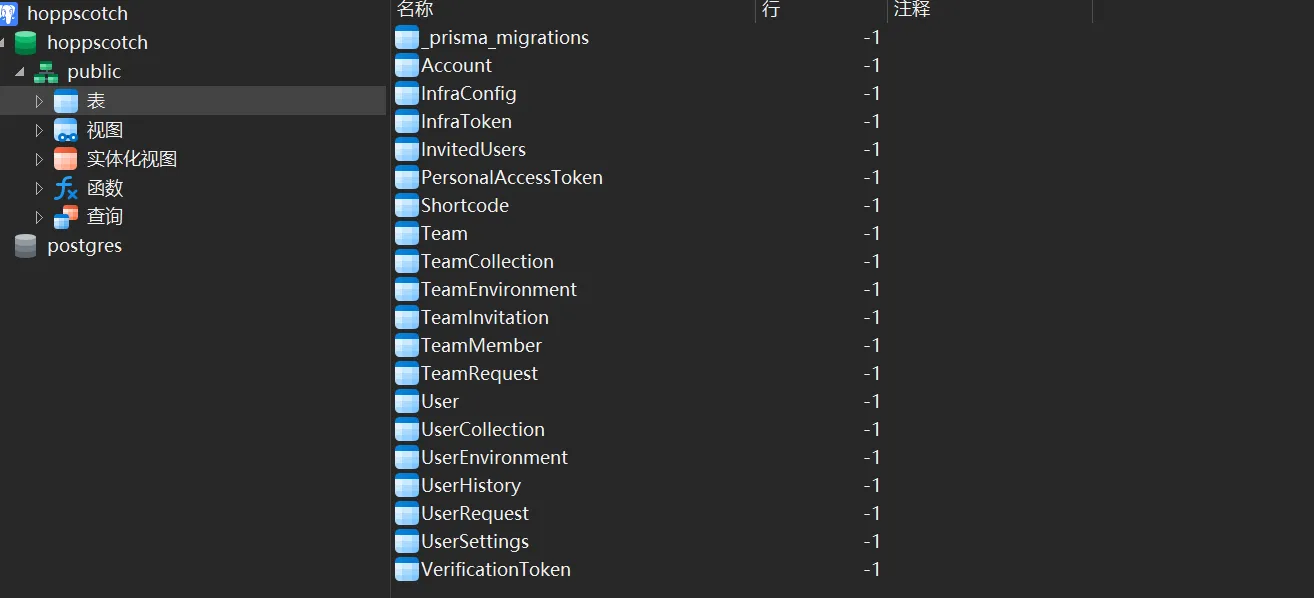 hoppscotch
hoppscotch
public
表
视图
实体化视图
函数
查询
postgres
名称 行 注释
_prisma_migrations -1
Account -1
InfraConfig -1
InfraToken -1
InvitedUsers -1
PersonalAccessToken -1
Shortcode -1
Team -1
TeamCollection -1
TeamEnvironment -1
TeamInvitation -1
TeamMember -1
TeamRequest -1
User -1
UserCollection -1
UserEnvironment -1
UserHistory -1
UserRequest -1
UserSettings -1
VerificationToken -1